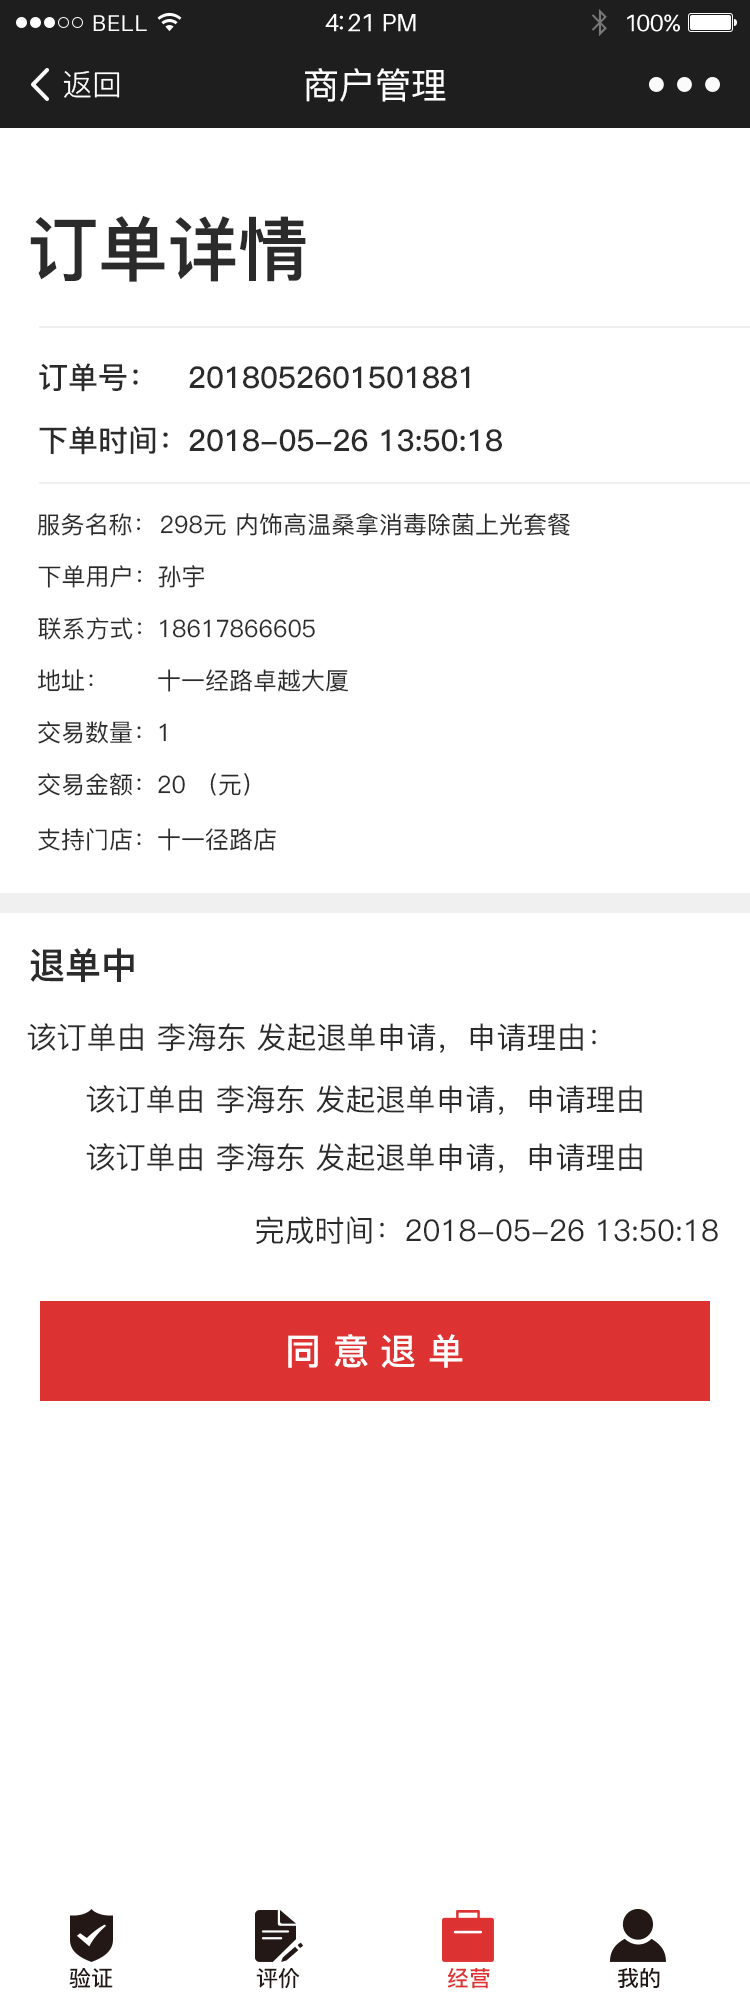 BELL 4:21 PM 100%
返回 商户管理
订单详情
订单号： 2018052601501881
下单时间：2018-05-26 13:50:18
服务名称： 298元 内饰高温桑拿消毒除菌上光套餐
下单用户：孙宇
联系方式：18617866605
地址： 十一经路卓越大厦
交易数量：1
交易金额：20 （元）
支持门店：十一径路店
退单中
该订单由 李海东 发起退单申请，申请理由：
该订单由 李海东 发起退单申请，申请理由
该订单由 李海东 发起退单申请，申请理由
完成时间：2018-05-26 13:50:18
同意退单
验证 评价 经营 我的